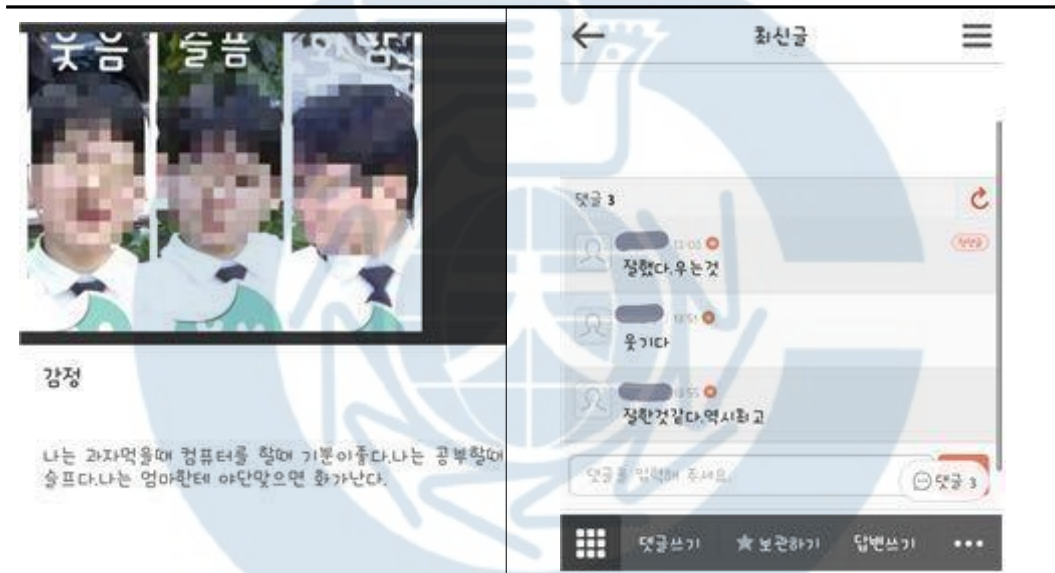 웃음 슬픔
감정
나는 과자먹을때 컴퓨터를 할때 기분이좋다.나는 공부할때
슬프다.나는 엄마한테 야단맞으면 화가난다.
최신글
댓글 3
잘했다.우는것
13:51
웃기다
잘한것같다.역시최고
댓글을 입력해 주세요.
댓글 3
댓글쓰기 보관하기 답변쓰기